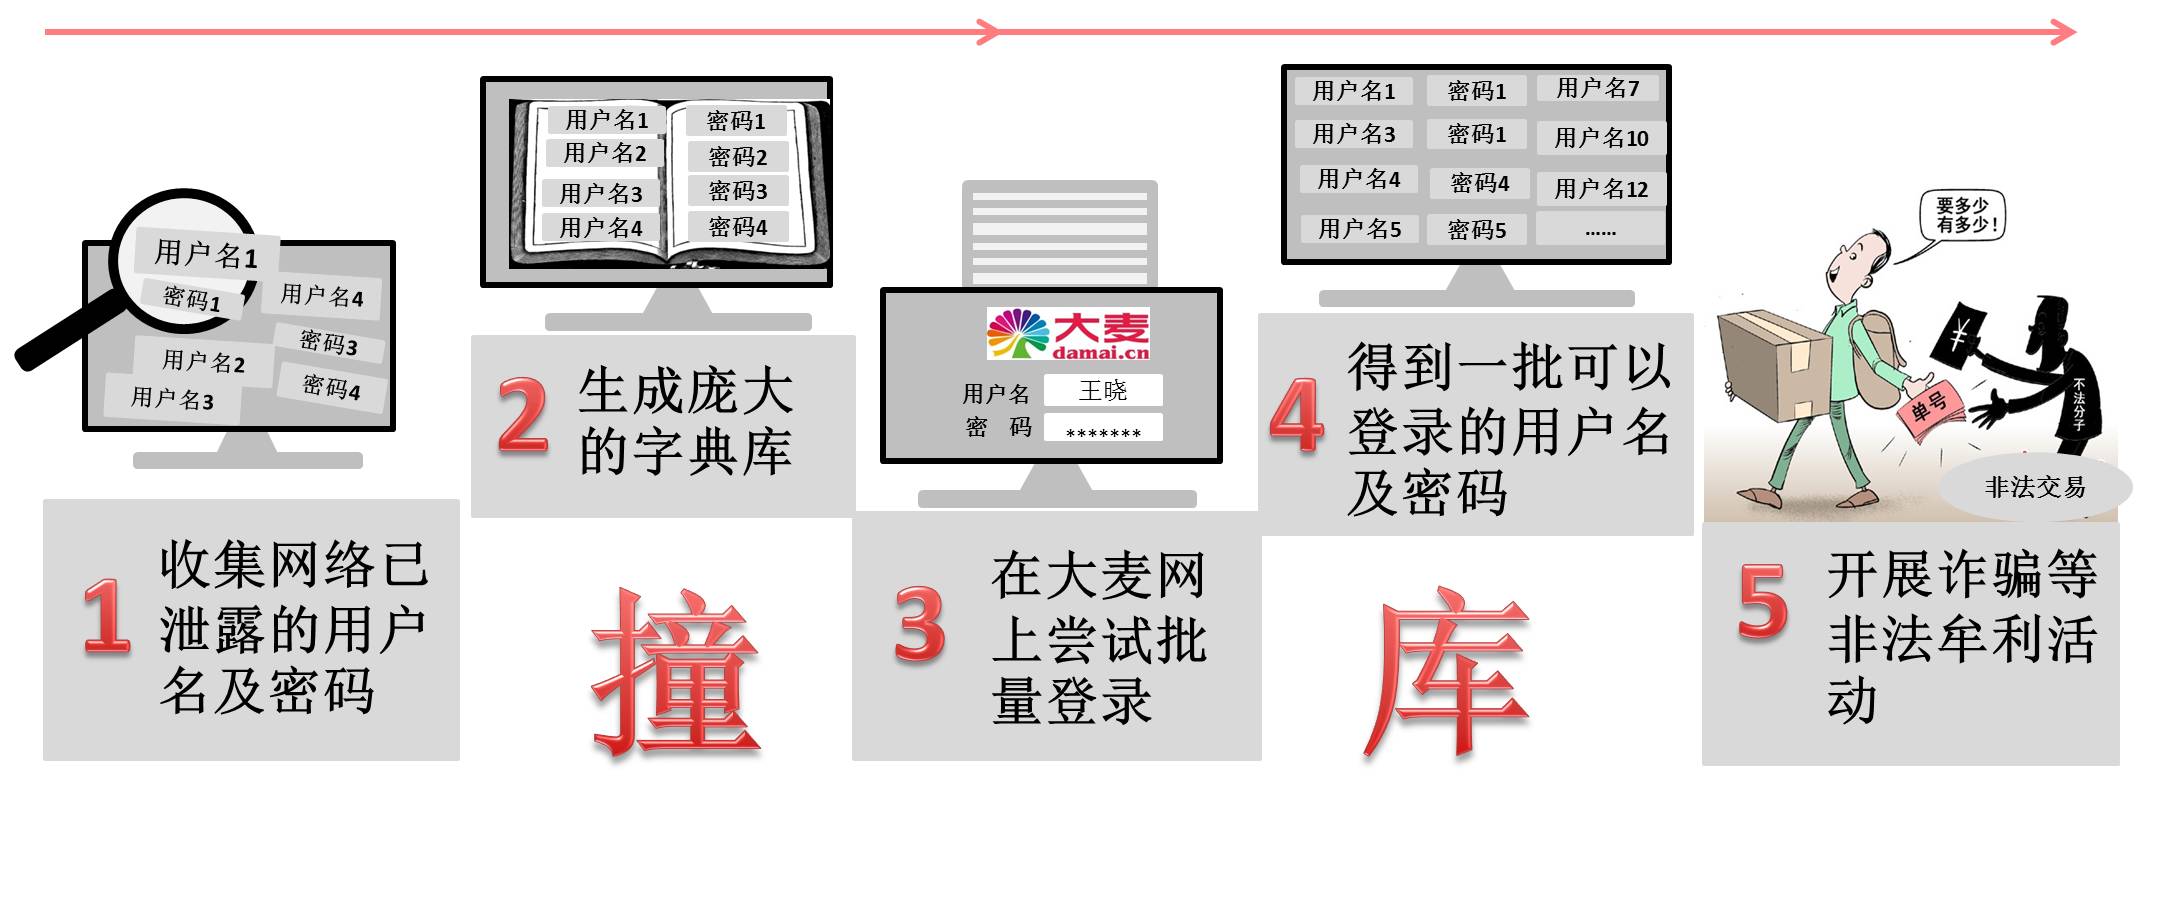 用户名1
密码1
用户名4
密码3
用户名2
密码4
用户名3
1
收集网络已
泄露的用户
名及密码
用户名1 密码1
用户名2 密码2
用户名3 密码3
用户名4 密码4
2
生成庞大
的字典库
撞
大麦
damai.cn
用户名 王晓
密 码 *******
3
在大麦网
上尝试批
量登录
用户名1 密码1 用户名7
用户名3 密码1 用户名10
用户名4 密码4 用户名12
用户名5 密码5 ......
4
得到一批可以
登录的用户名
及密码
库
要多少
有多少!
¥
单号
不法分子
非法交易
5
开展诈骗等
非法牟利活
动